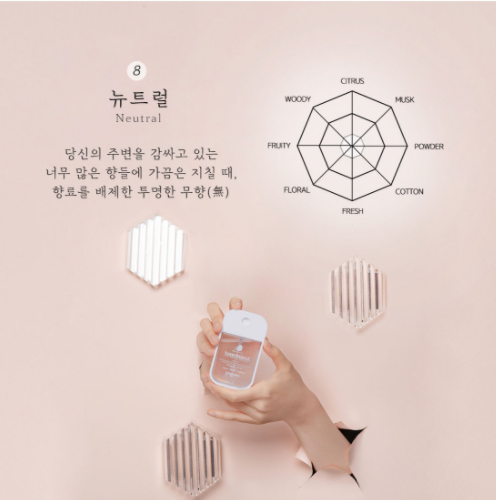 8
뉴트럴
Neutral
당신의 주변을 감싸고 있는
너무 많은 향들에 가끔은 지칠 때,
향료를 배제한 투명한 무향(無)
CITRUS
MUSK
POWDER
COTTON
FRESH
FLORAL
FRUITY
WOODY